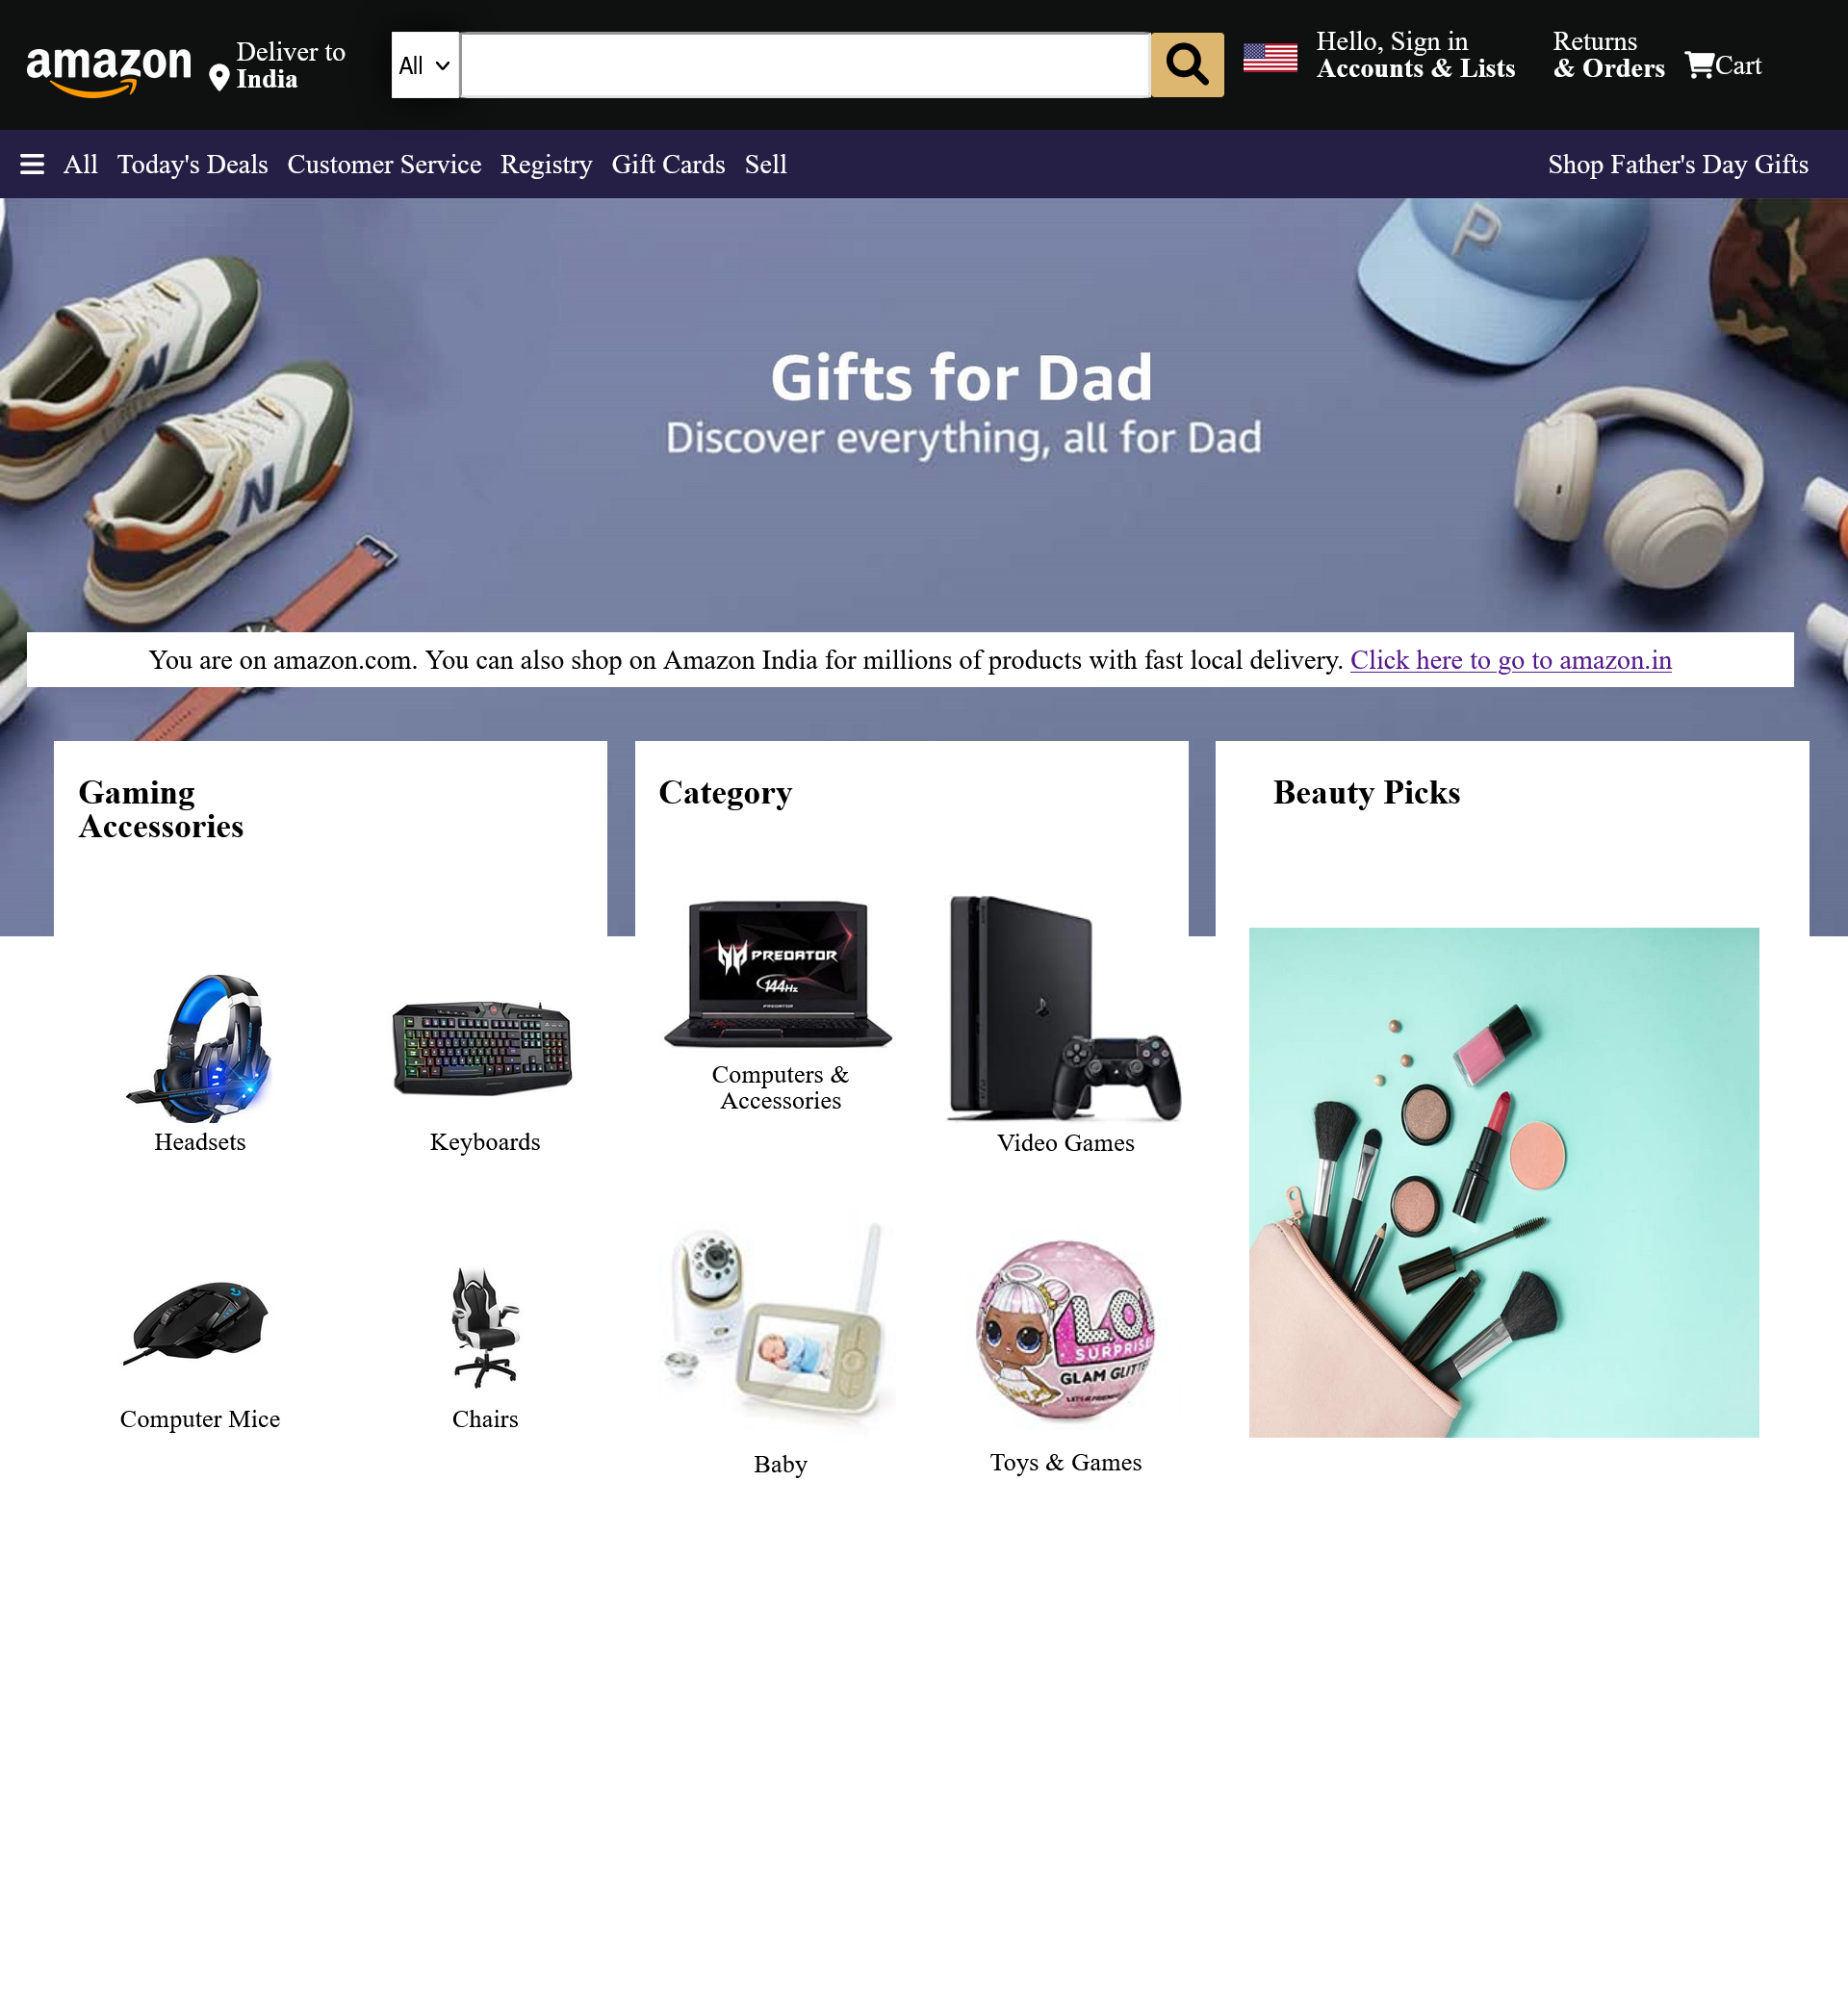 amazon
Deliver to
India
All
Hello, Sign in
Accounts & Lists
Returns
& Orders
Cart
All Today's Deals Customer Service Registry Gift Cards Sell Shop Father's Day Gifts
P
N
N
Gifts for Dad
Discover everything, all for Dad
You are on amazon.com. You can also shop on Amazon India for millions of products with fast local delivery. Click here to go to amazon.in
Gaming
Accessories
Category
Beauty Picks
PREDATOR
144Hz
PREDATOR
Computers &
Accessories
Headsets
Keyboards
Video Games
L.O.
SURPRISE
GLAM GLITTE
Computer Mice
Chairs
Baby
Toys & Games